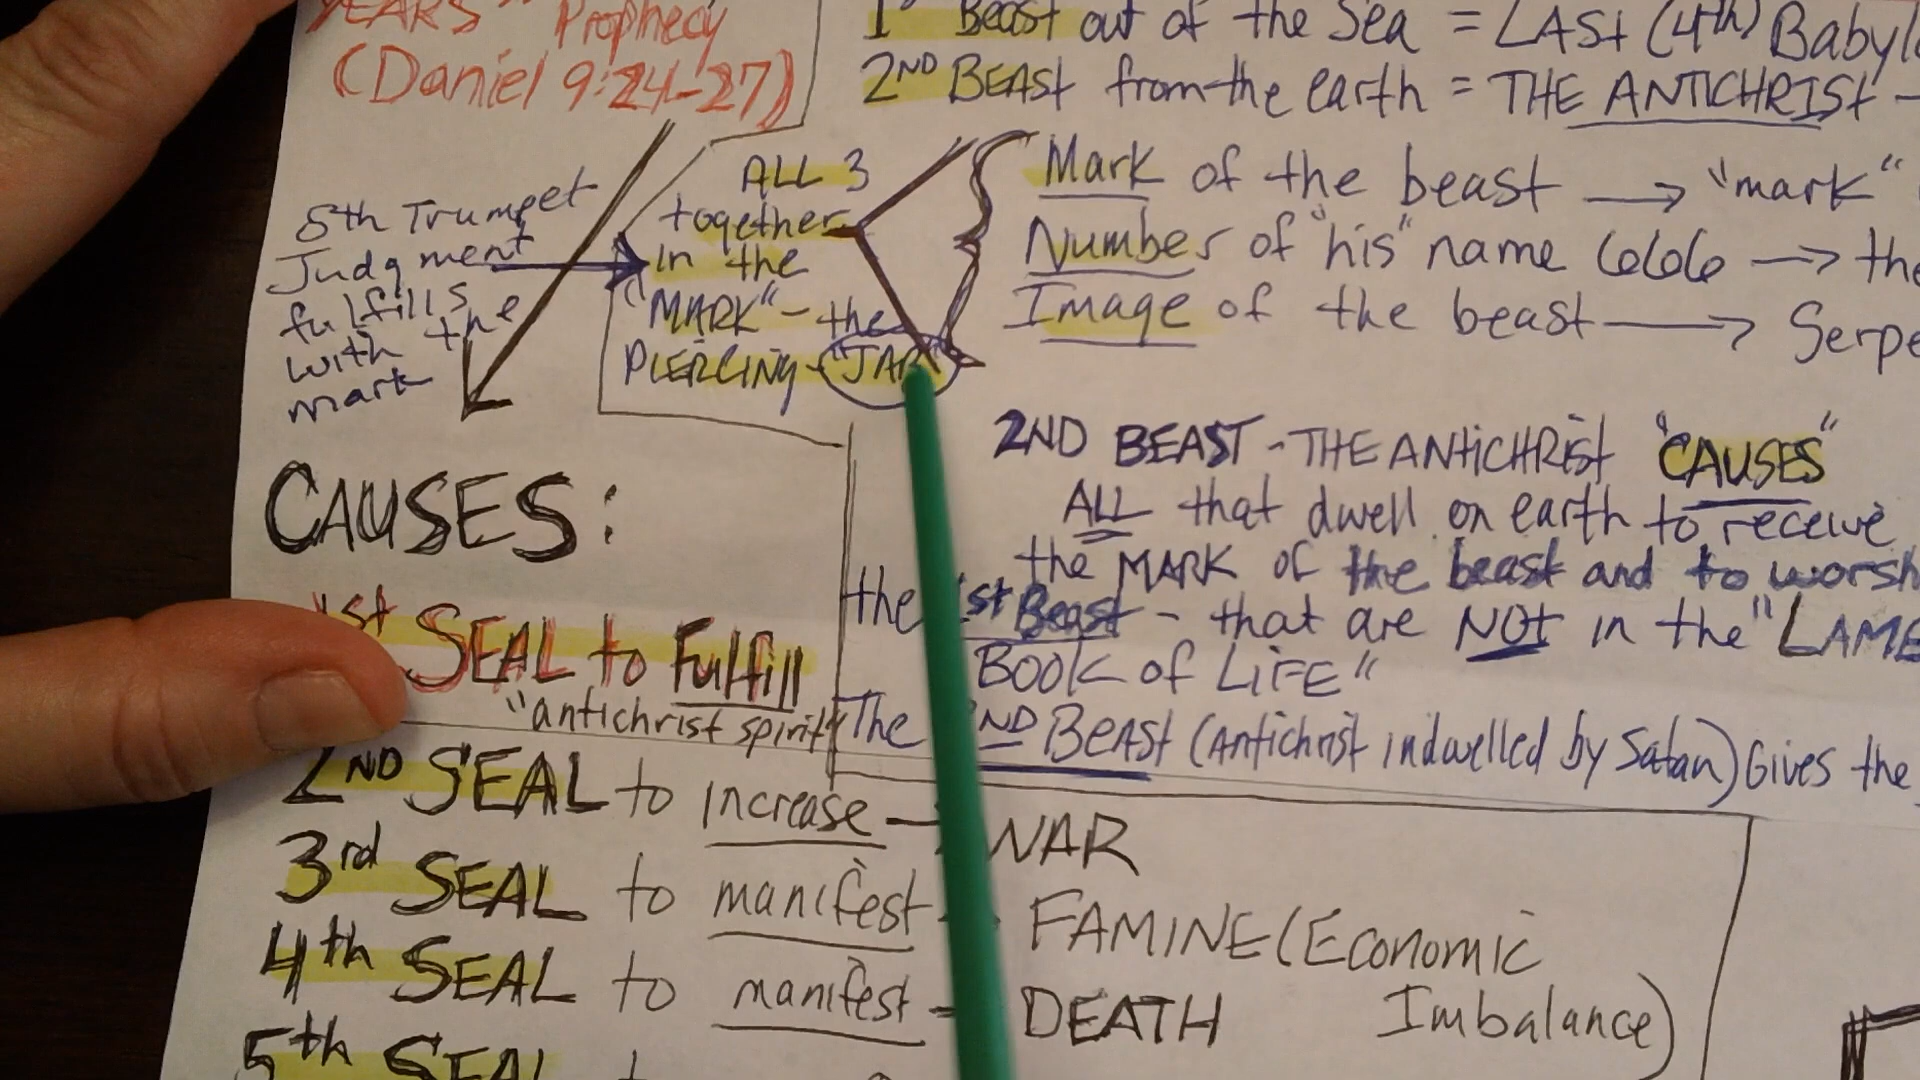 YEARS" Prophecy
(Daniel 9:24-27)
1st Beast out of the Sea = LASt (4th)
2ND BEASt from the earth = THE ANTICHRISt -
5th Trumpet
Judgment
fulfills
with the
mark
ALL 3
together
in the
"MARK" - the
PIERCING - "JAR"
Mark of the beast → "mark"
Number of "his" name 666 →
Image of the beast →
2ND BEAST - THE ANTICHRISt "CAUSES"
ALL that dwell on earth to receive
the MARK of the beast and to
the 1st Beast - that are NOt in the
BOOK of LiFE"
The 2ND BEASt (Antichrist indwelled by Satan) Gives the
CAUSES:
1st SEAL to Fulfill
"antichrist spirit"
2ND SEAL to increase - WAR
3rd SEAL to manifest - FAMINE (Economic
Imbalance)
4th SEAL to manifest - DEATH
5th SEAL